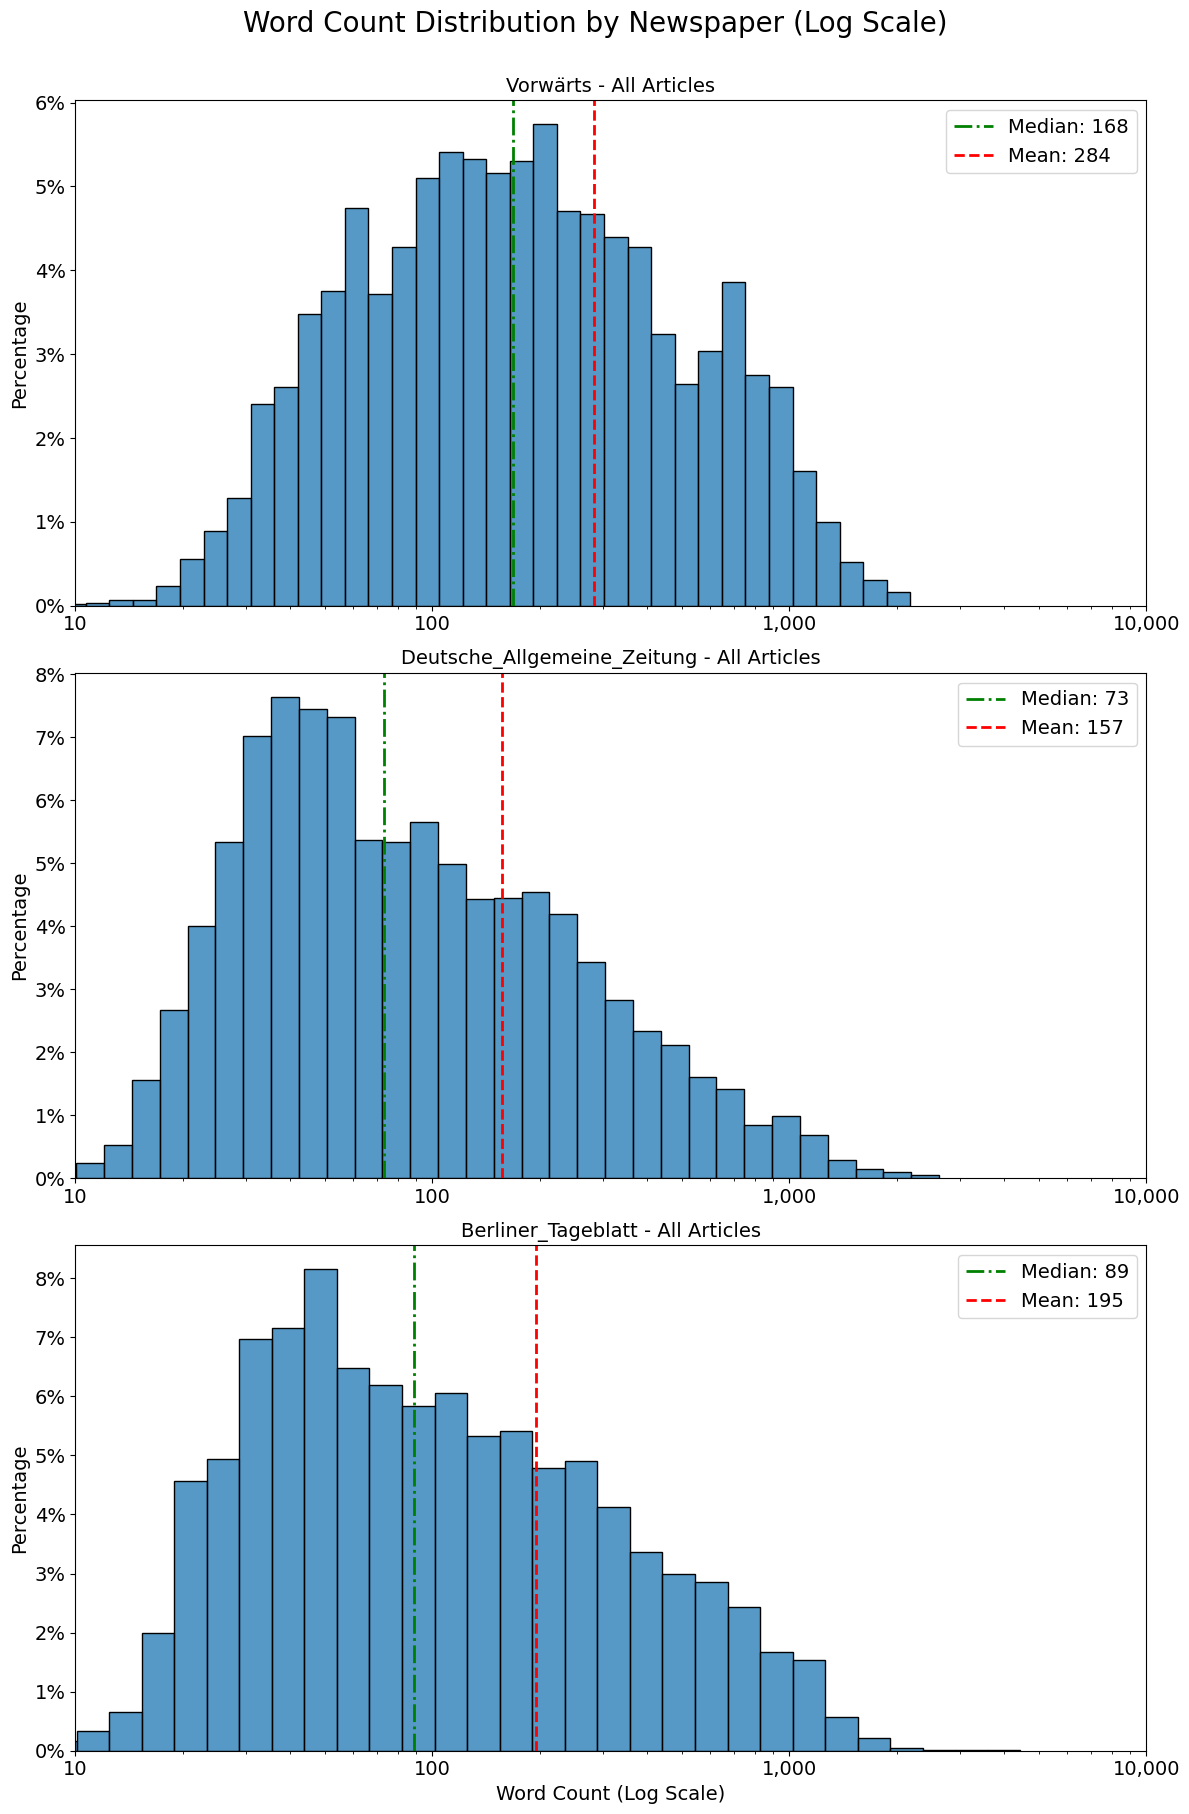 Word Count Distribution by Newspaper (Log Scale)
Vorwärts - All Articles
6%
5%
4%
3%
2%
1%
0%
Percentage
Median: 168
Mean: 284
10 100 1,000 10,000
Deutsche_Allgemeine_Zeitung - All Articles
8%
7%
6%
5%
4%
3%
2%
1%
0%
Percentage
Median: 73
Mean: 157
10 100 1,000 10,000
Berliner_Tageblatt - All Articles
8%
7%
6%
5%
4%
3%
2%
1%
0%
Percentage
Median: 89
Mean: 195
10 100 1,000 10,000
Word Count (Log Scale)